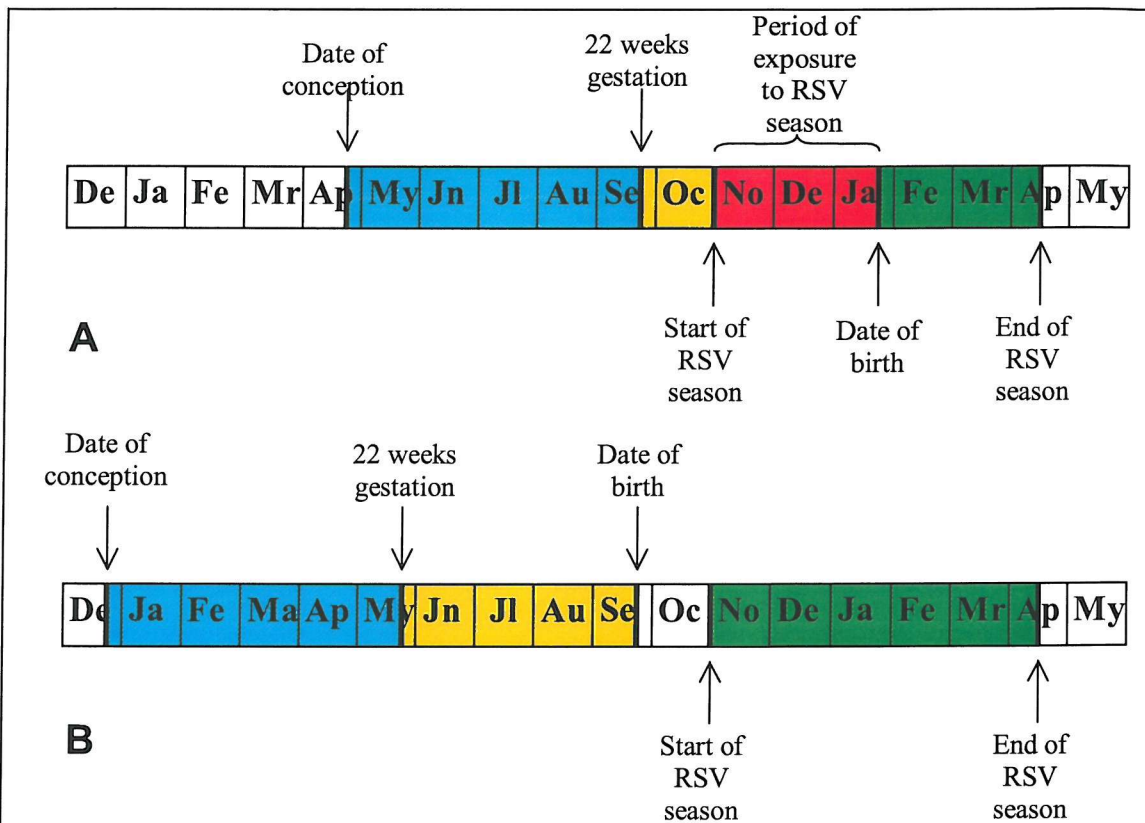 Date of
conception
22 weeks
gestation
Period of
exposure
to RSV
season
De Ja Fe Mr Ap My Jn Jl Au Se Oc No De Ja Fe Mr Ap My
A
Start of
RSV
season
Date of
birth
End of
RSV
season
Date of
conception
22 weeks
gestation
Date of
birth
De Ja Fe Ma Ap My Jn Jl Au Se Oc No De Ja Fe Mr Ap My
B
Start of
RSV
season
End of
RSV
season